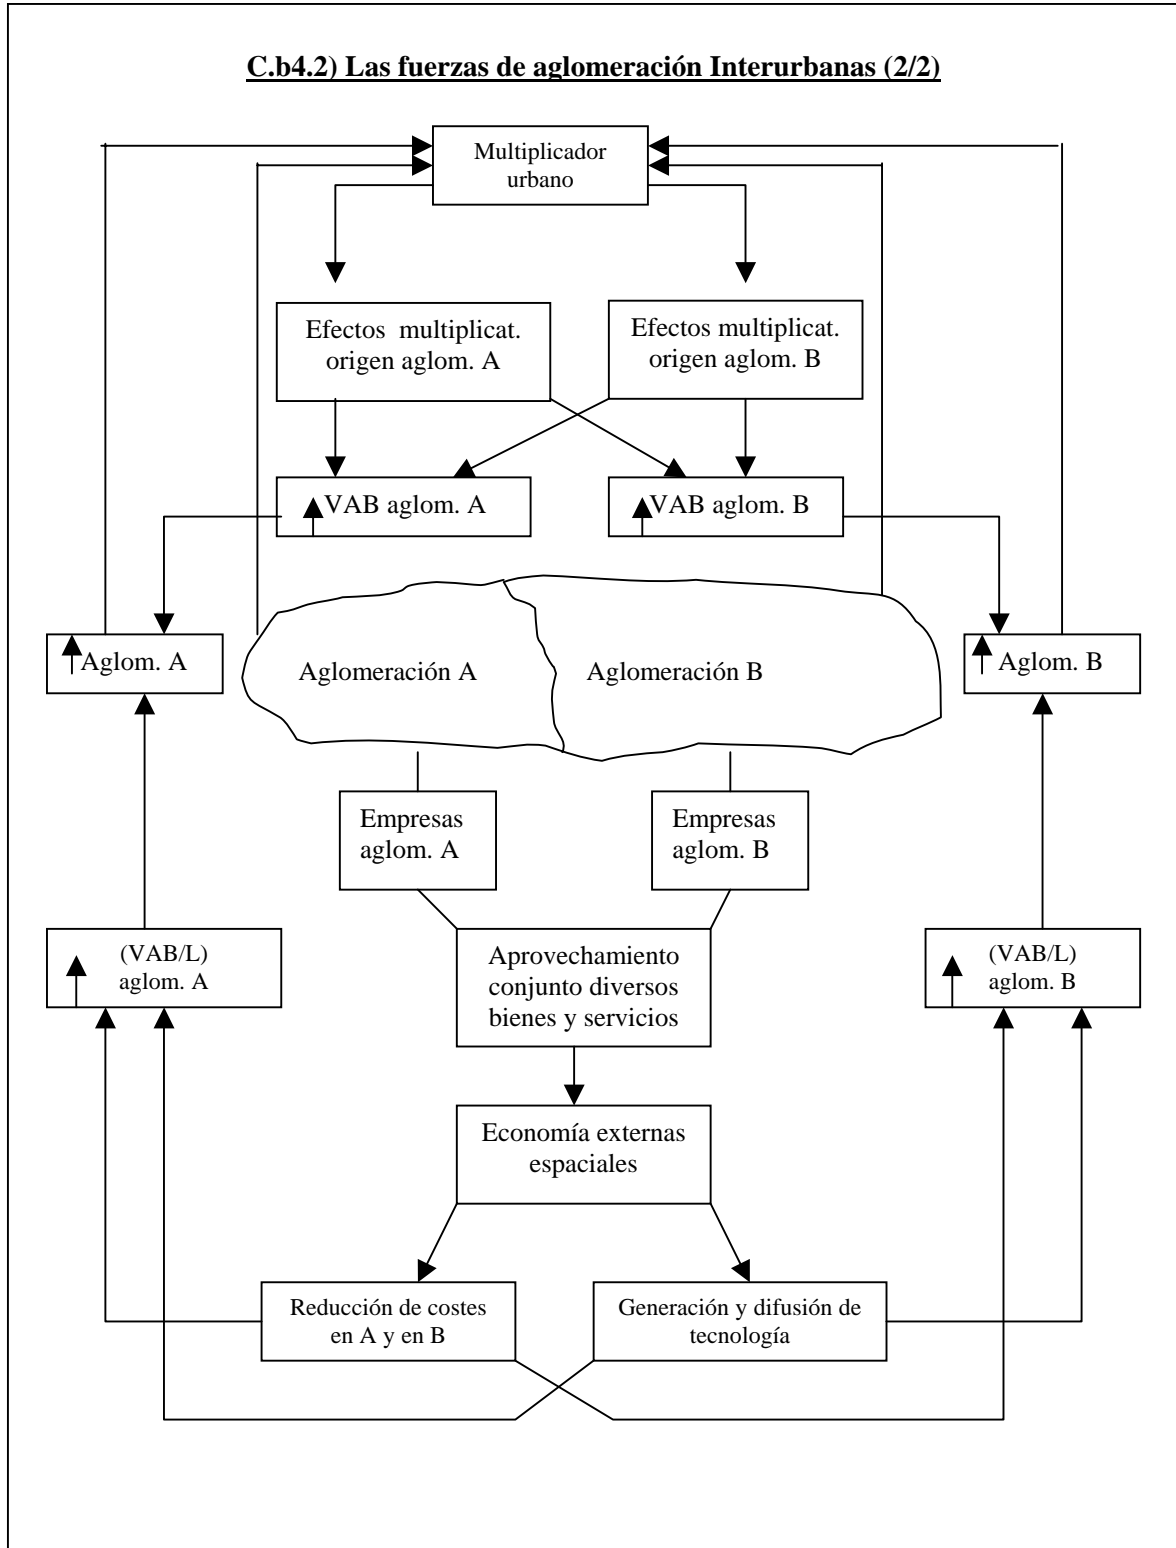 C.b4.2) Las fuerzas de aglomeración Interurbanas (2/2)
Multiplicador
urbano
Efectos multiplicat.
origen aglom. A
Efectos multiplicat.
origen aglom. B
VAB aglom. A
VAB aglom. B
Aglom. A
Aglomeración A
Aglomeración B
Aglom. B
Empresas
aglom. A
Empresas
aglom. B
(VAB/L)
aglom. A
Aprovechamiento
conjunto diversos
bienes y servicios
(VAB/L)
aglom. B
Economía externas
espaciales
Reducción de costes
en A y en B
Generación y difusión de
tecnología